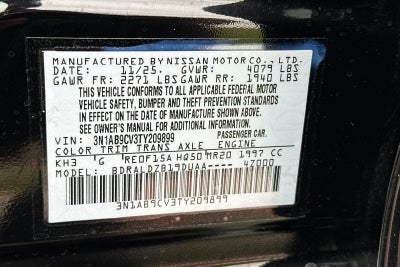 MANUFACTURED BY NISSAN MOTOR CO., LTD.
DATE: 11/25. GVWR: 4079 LBS
GAWR FR: 2271 LBS GAWR RR: 1940 LBS
THIS VEHICLE CONFORMS TO ALL APPLICABLE FEDERAL MOTOR
VEHICLE SAFETY, BUMPER AND THEFT PREVENTION STANDARDS
IN EFFECT ON THE DATE OF MANUFACTURE SHOWN ABOVE.
SEE OWNER'S MANUAL FOR ADDITIONAL INFORMATION.
VIN: 3N1AB9CV3TY209899 PASSENGER CAR.
COLOR TRIM TRANS AXLE ENGINE
KH3 G RE0F15A HQ50 MR20 1997 CC
MODEL: BDRALDZB19DUAA---- 47000
3N1AB9CV3TY209899